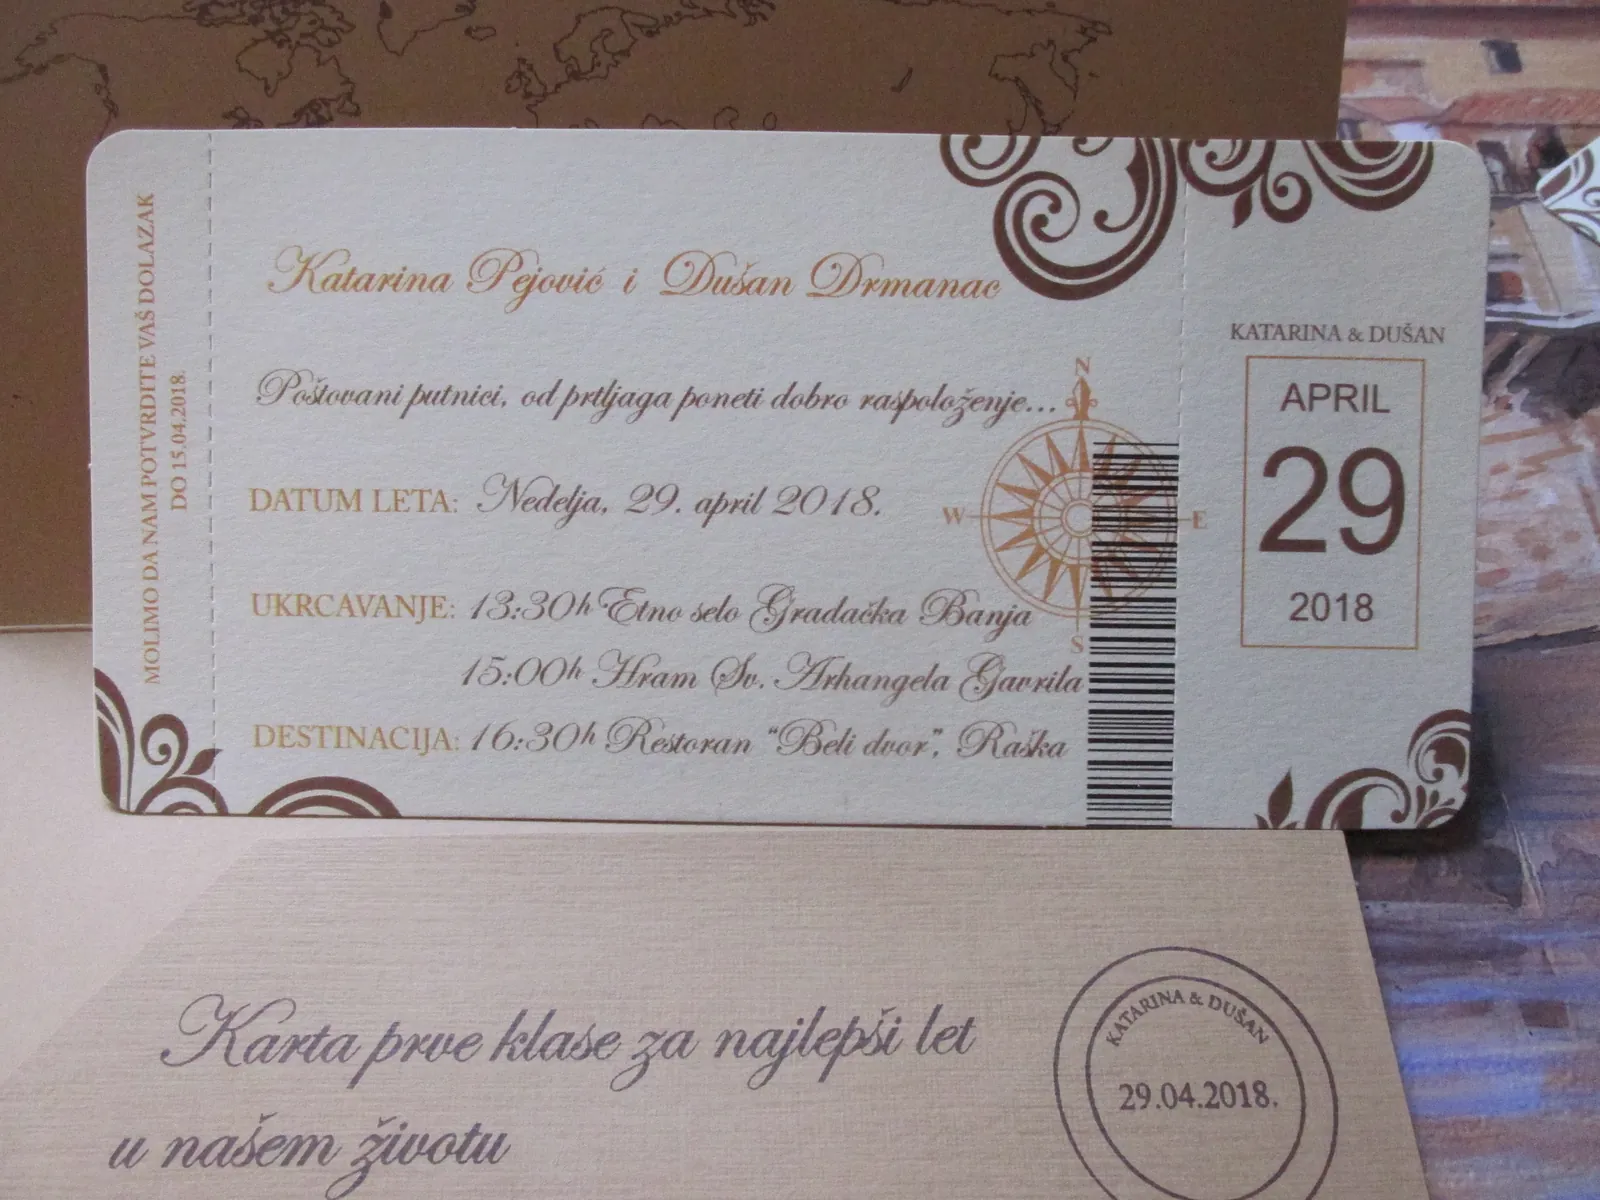 MOLIMO DA NAM POTVRDITE VAŠ DOLAZAK
DO 15.04.2018.
Katarina Pejović i Dušan Drmanac
Poštovani putnici, od prtljaga poneti dobro raspoloženje...
DATUM LETA: Nedelja, 29. april 2018.
UKRCAVANJE: 13:30h Etno selo Gradačka Banja
15:00h Hram Sv. Arhangela Gavrila
DESTINACIJA: 16:30h Restoran "Beli dvor", Raška
N
W
E
S
KATARINA & DUŠAN
APRIL
29
2018
Karta prve klase za najlepši let
u našem životu
KATARINA & DUŠAN
29.04.2018.